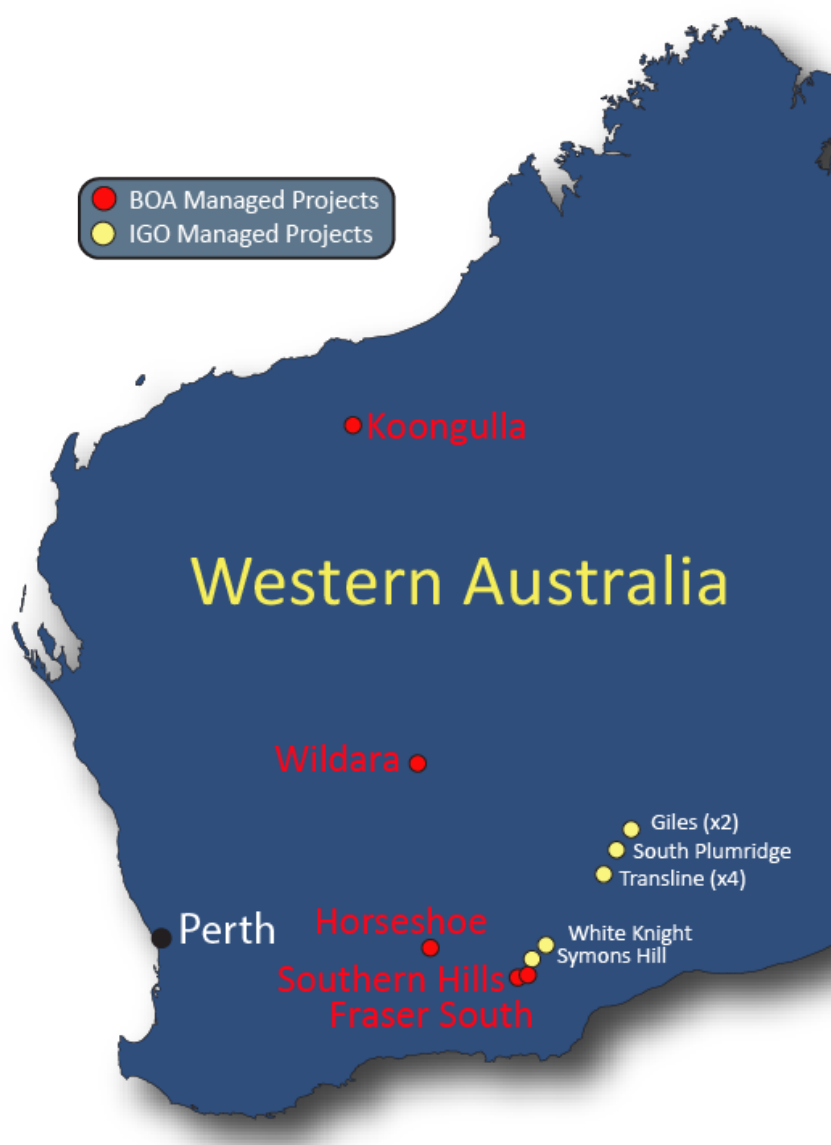 BOA Managed Projects
IGO Managed Projects
Koongulla
Western Australia
Wildara
Giles (x2)
South Plumridge
Transline (x4)
Perth
Horseshoe
White Knight
Symons Hill
Southern Hills
Fraser South